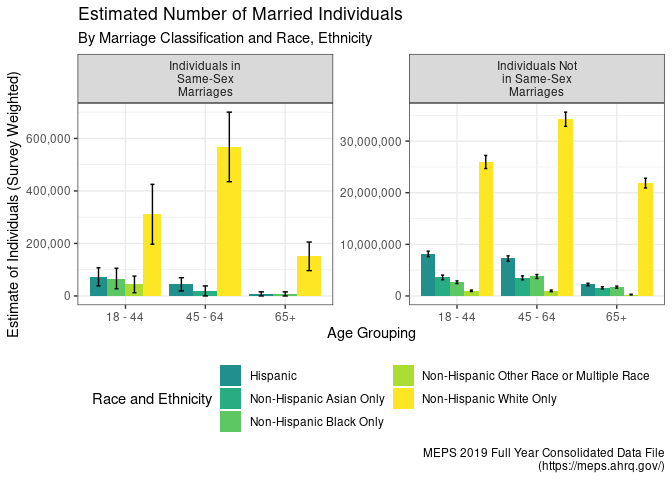 Estimated Number of Married Individuals
By Marriage Classification and Race, Ethnicity
Individuals in
Same-Sex
Marriages
Individuals Not
in Same-Sex
Marriages
Estimate of Individuals (Survey Weighted)
600,000
400,000
200,000
0
30,000,000
20,000,000
10,000,000
0
18 - 44
45 - 64
65+
18 - 44
45 - 64
65+
Age Grouping
Race and Ethnicity
Hispanic
Non-Hispanic Asian Only
Non-Hispanic Black Only
Non-Hispanic Other Race or Multiple Race
Non-Hispanic White Only
MEPS 2019 Full Year Consolidated Data File
(https://meps.ahrq.gov/)